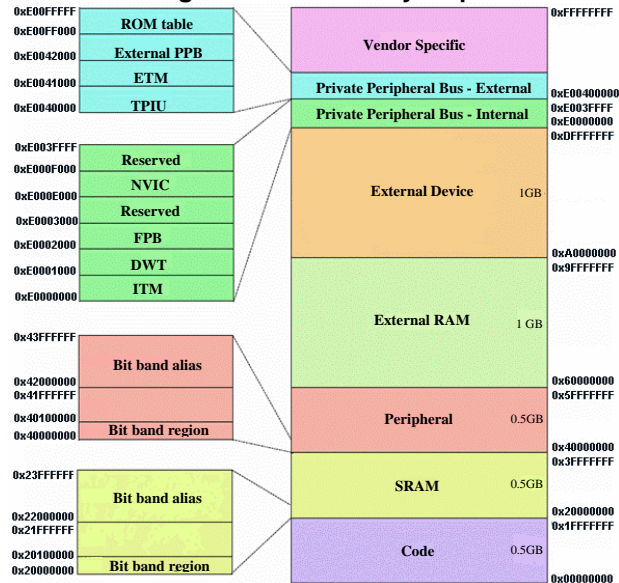 0xE00FFFFF
ROM table
0xE00FF000
External PPB
0xE0042000
ETM
0xE0041000
TPIU
0xE0040000
0xE003FFFF
Reserved
0xE000F000
NVIC
0xE000E000
Reserved
0xE0003000
FPB
0xE0002000
DWT
0xE0001000
ITM
0xE0000000
0x43FFFFFF
Bit band alias
0x42000000
0x41FFFFFF
0x40100000
Bit band region
0x40000000
0x23FFFFFF
Bit band alias
0x22000000
0x21FFFFFF
0x20100000
Bit band region
0x20000000
0xFFFFFFFF
Vendor Specific
Private Peripheral Bus - External
0xE00400000
0xE003FFFF
Private Peripheral Bus - Internal
0xE0000000
0xDFFFFFFF
External Device 1GB
0xA0000000
0x9FFFFFFF
External RAM 1 GB
0x60000000
0x5FFFFFFF
Peripheral 0.5GB
0x40000000
0x3FFFFFFF
SRAM 0.5GB
0x20000000
0x1FFFFFFF
Code 0.5GB
0x00000000